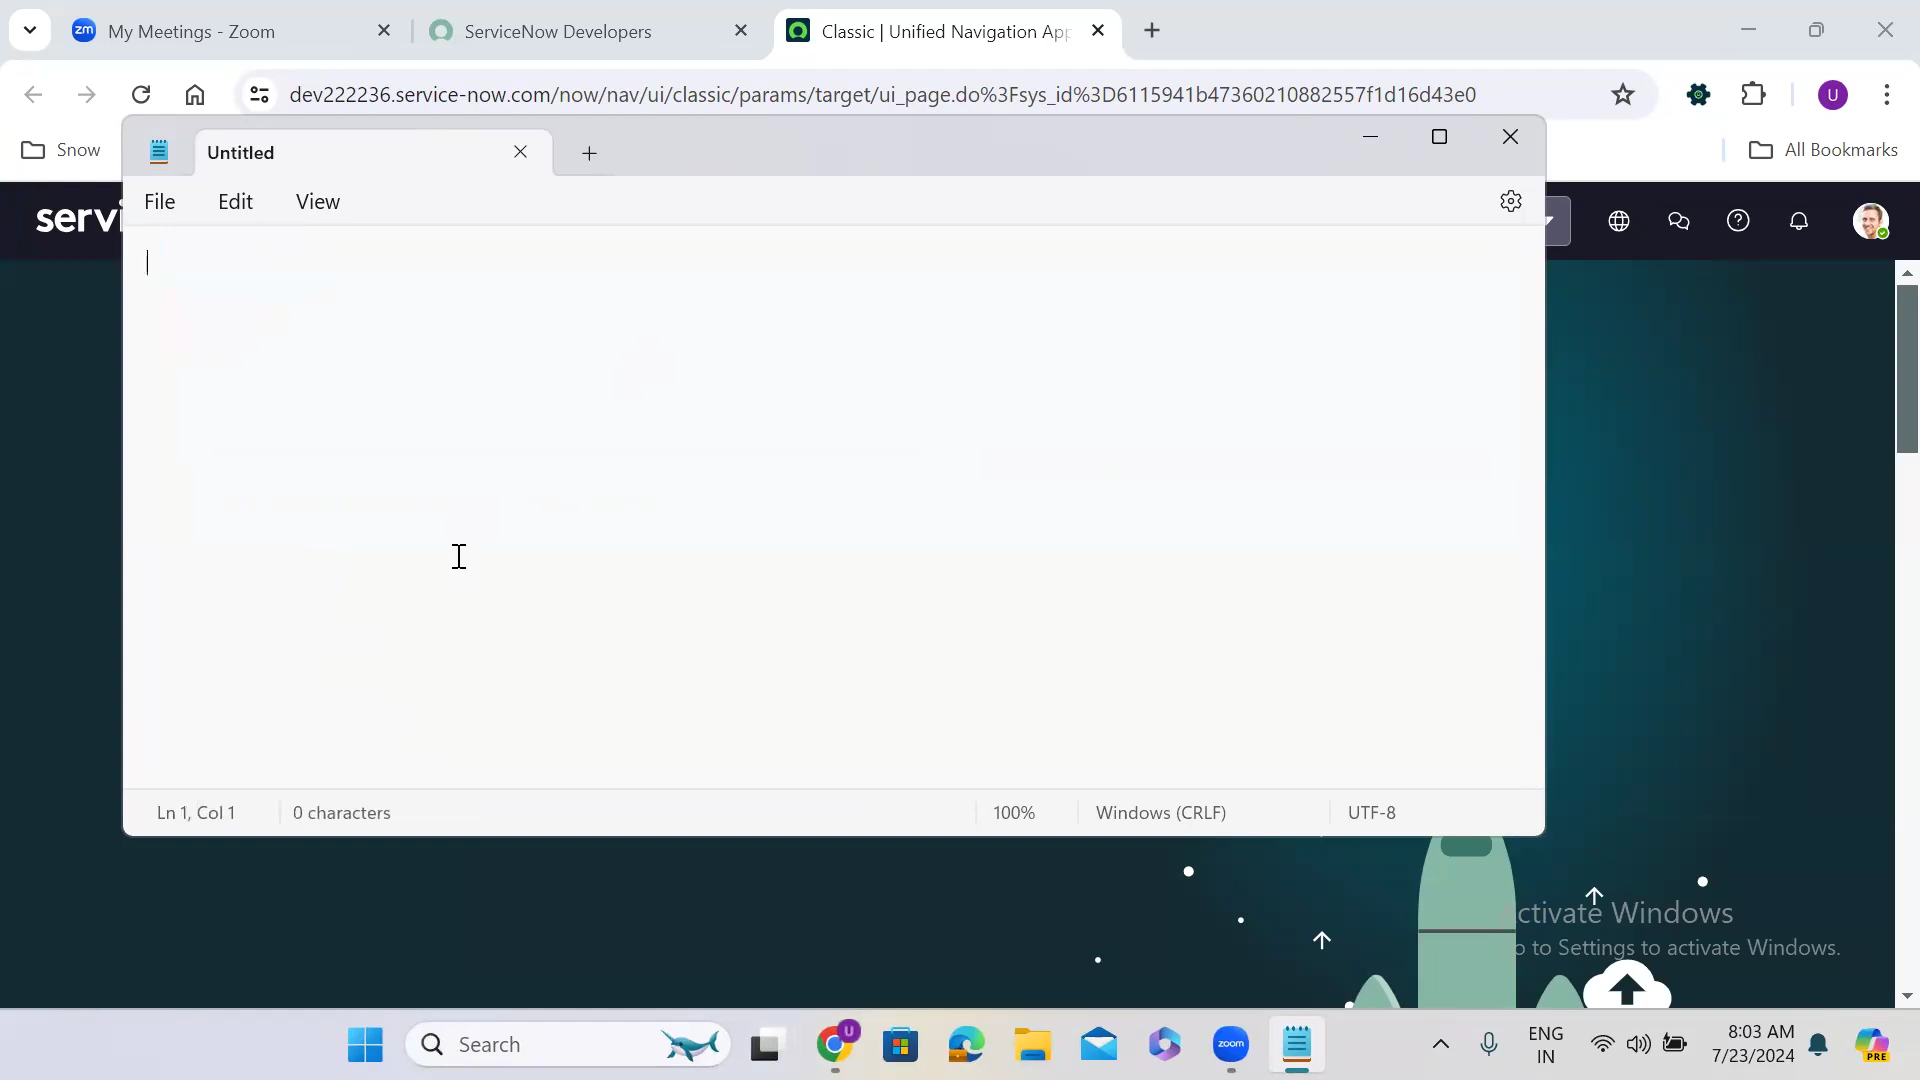 My Meetings - Zoom
ServiceNow Developers
Classic | Unified Navigation App
dev222236.service-now.com/now/nav/ui/classic/params/target/ui_page.do%3Fsys_id%3D6115941b47360210882557f1d16d43e0
U
Snow
All Bookmarks
Untitled
File
Edit
View
servi
Ln 1, Col 1
0 characters
100%
Windows (CRLF)
UTF-8
ctivate Windows
o to Settings to activate Windows.
Search
U
zoom
ENG
IN
8:03 AM
7/23/2024
PRE